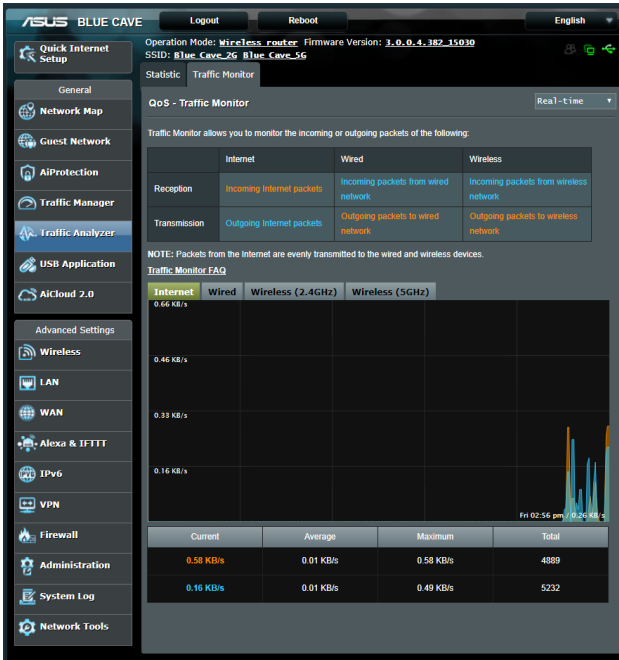 ASUS BLUE CAVE Logout Reboot English
Quick Internet
Setup
General
Network Map
Guest Network
AiProtection
Traffic Manager
Traffic Analyzer
USB Application
AiCloud 2.0
Advanced Settings
Wireless
LAN
WAN
Alexa & IFTTT
IPv6
VPN
Firewall
Administration
System Log
Network Tools
Operation Mode: Wireless router Firmware Version: 3.0.0.4.382_15030
SSID: Blue Cave_2G Blue Cave_5G
Statistic Traffic Monitor
QoS - Traffic Monitor Real-time
Traffic Monitor allows you to monitor the incoming or outgoing packets of the following:
Internet Wired Wireless
Reception Incoming Internet packets Incoming packets from wired network Incoming packets from wireless network
Transmission Outgoing Internet packets Outgoing packets to wired network Outgoing packets to wireless network
NOTE: Packets from the Internet are evenly transmitted to the wired and wireless devices.
Traffic Monitor FAQ
Internet Wired Wireless (2.4GHz) Wireless (5GHz)
0.66 KB/s
0.46 KB/s
0.33 KB/s
0.16 KB/s
Fri 02:56 pm / 0.26 KB/s
Current Average Maximum Total
0.58 KB/s 0.01 KB/s 0.58 KB/s 4889
0.16 KB/s 0.01 KB/s 0.49 KB/s 5232